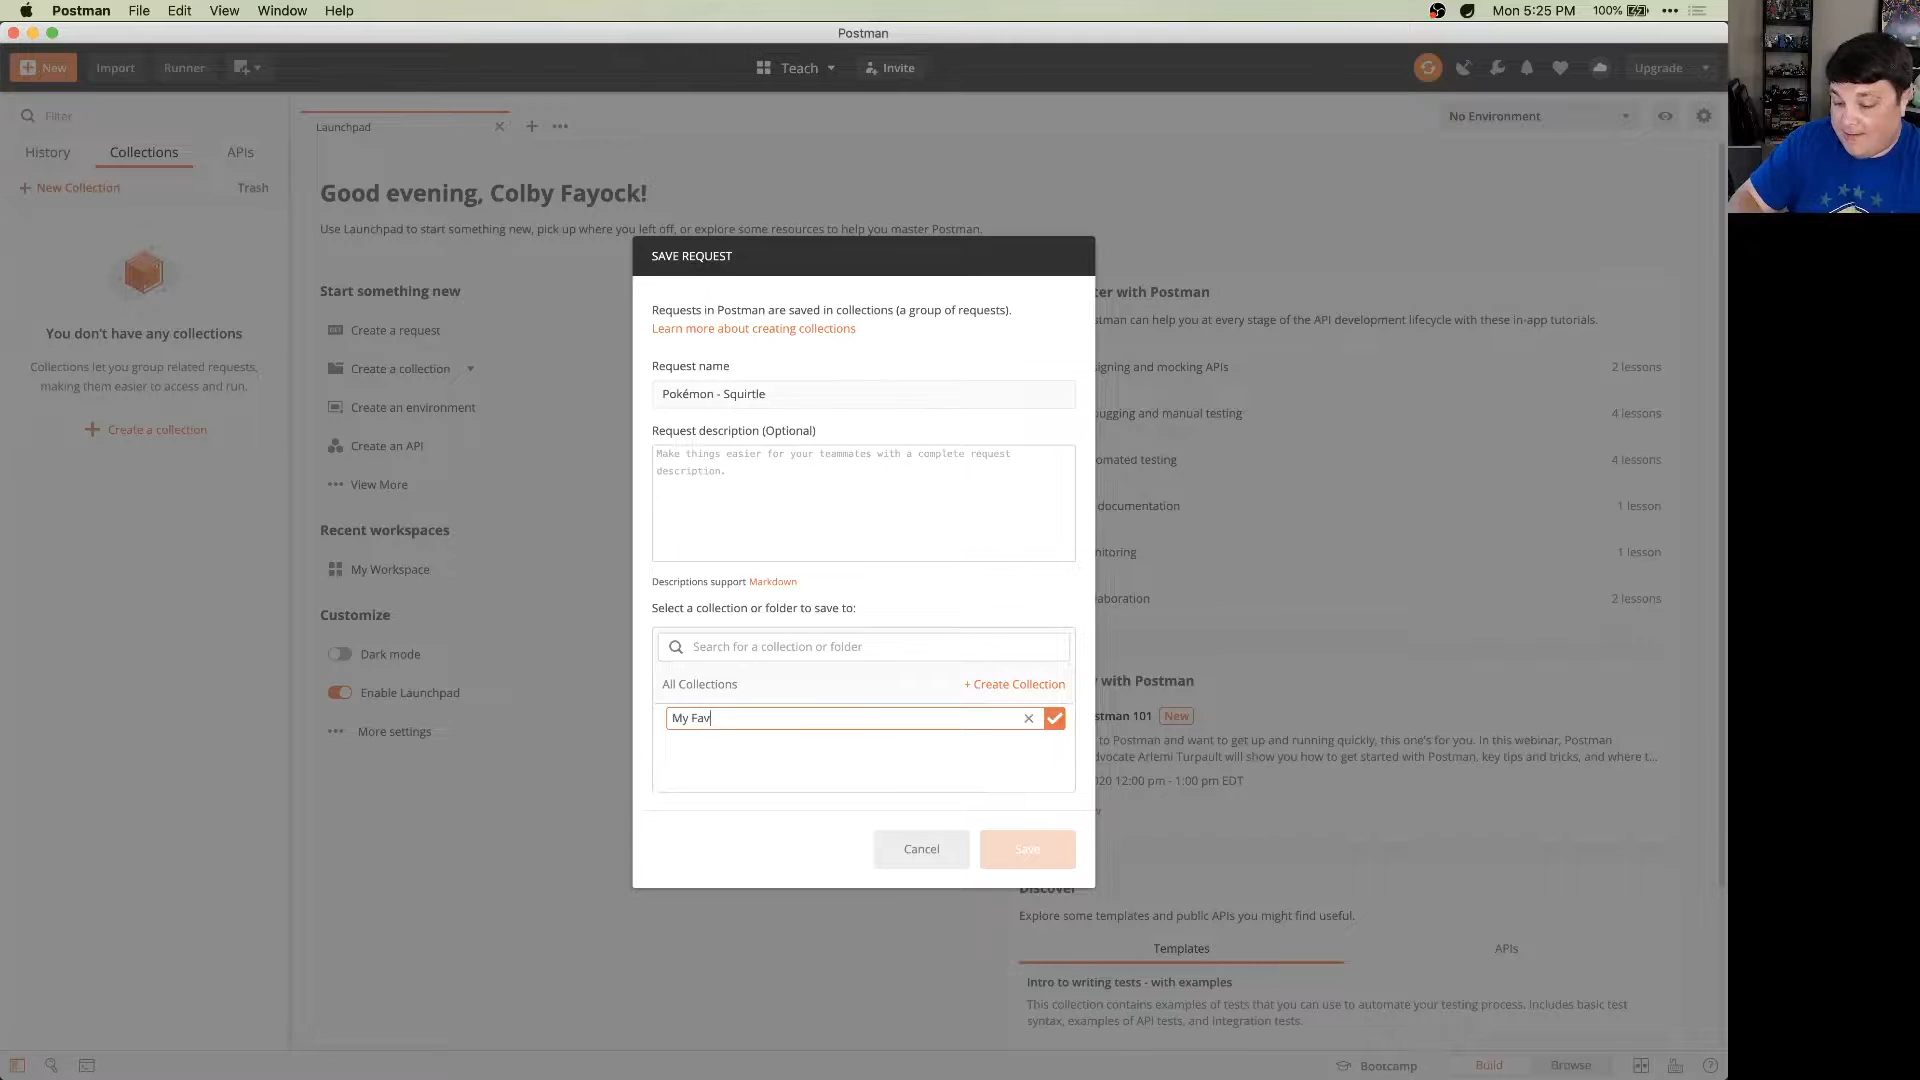 Postman File Edit View Window Help
Mon 5:25 PM 100%
Postman
New Import Runner
Teach
Invite
Upgrade
Filter
History Collections APIs
+ New Collection Trash
You don't have any collections
Collections let you group related requests,
making them easier to access and run.
+ Create a collection
Launchpad
No Environment
Good evening, Colby Fayock!
Use Launchpad to start something new, pick up where you left off, or explore some resources to help you master Postman.
Start something new
Create a request
Create a collection
Create an environment
Create an API
View More
Recent workspaces
My Workspace
Customize
Dark mode
Enable Launchpad
More settings
SAVE REQUEST
Requests in Postman are saved in collections (a group of requests).
Learn more about creating collections
Request name
Pokémon - Squirtle
Request description (Optional)
Make things easier for your teammates with a complete request
description.
Descriptions support Markdown
Select a collection or folder to save to:
Search for a collection or folder
All Collections + Create Collection
My Fav
Cancel Save
with Postman
can help you at every stage of the API development lifecycle with these in-app tutorials.
and mocking APIs 2 lessons
and manual testing 4 lessons
testing 4 lessons
documentation 1 lesson
1 lesson
2 lessons
with Postman
101 New
to Postman and want to get up and running quickly, this one's for you. In this webinar, Postman
Arlemi Turpault will show you how to get started with Postman, key tips and tricks, and where t...
12:00 pm - 1:00 pm EDT
Discover
Explore some templates and public APIs you might find useful.
Templates APIs
Intro to writing tests - with examples
This collection contains examples of tests that you can use to automate your testing process. Includes basic test
syntax, examples of API tests, and integration tests.
Bootcamp Build Browse